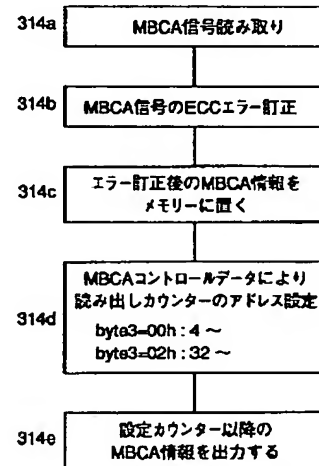 314a
MBCA信号読み取り
314b
MBCA信号のECCエラー訂正
314c
エラー訂正後のMBCA情報を
メモリーに置く
314d
MBCAコントロールデータにより
読み出しカウンターのアドレス設定
byte3=00h : 4 ～
byte3=02h : 32 ～
314e
設定カウンター以降の
MBCA情報を出力する